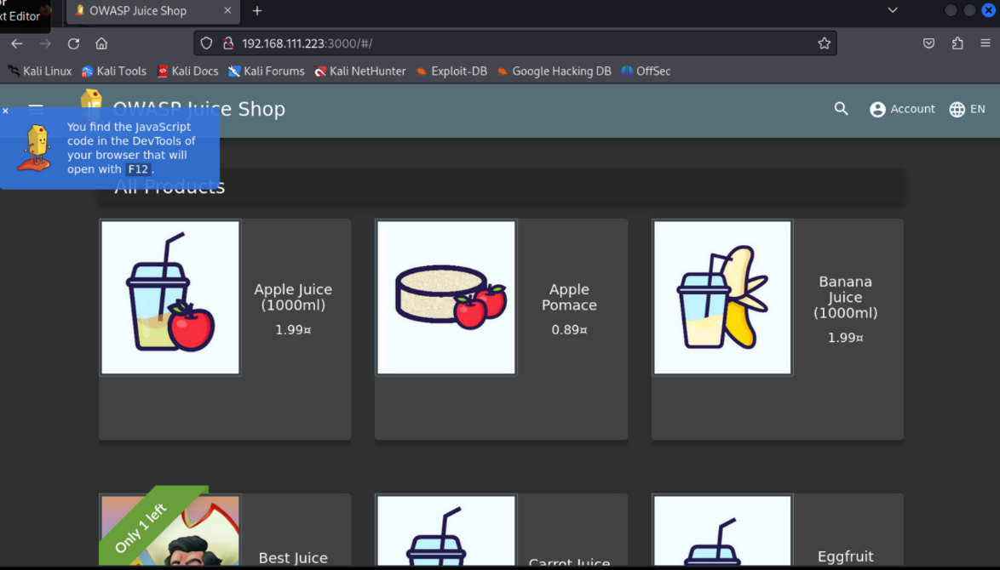 xt Editor
OWASP Juice Shop
192.168.111.223:3000/#/
Kali Linux Kali Tools Kali Docs Kali Forums Kali NetHunter Exploit-DB Google Hacking DB OffSec
OWASP Juice Shop
Account EN
You find the JavaScript
code in the DevTools of
your browser that will
open with F12.
All Products
Apple Juice
(1000ml)
1.99¤
Apple
Pomace
0.89¤
Banana
Juice
(1000ml)
1.99¤
Only 1 left
Best Juice
Carrot Juice
Eggfruit